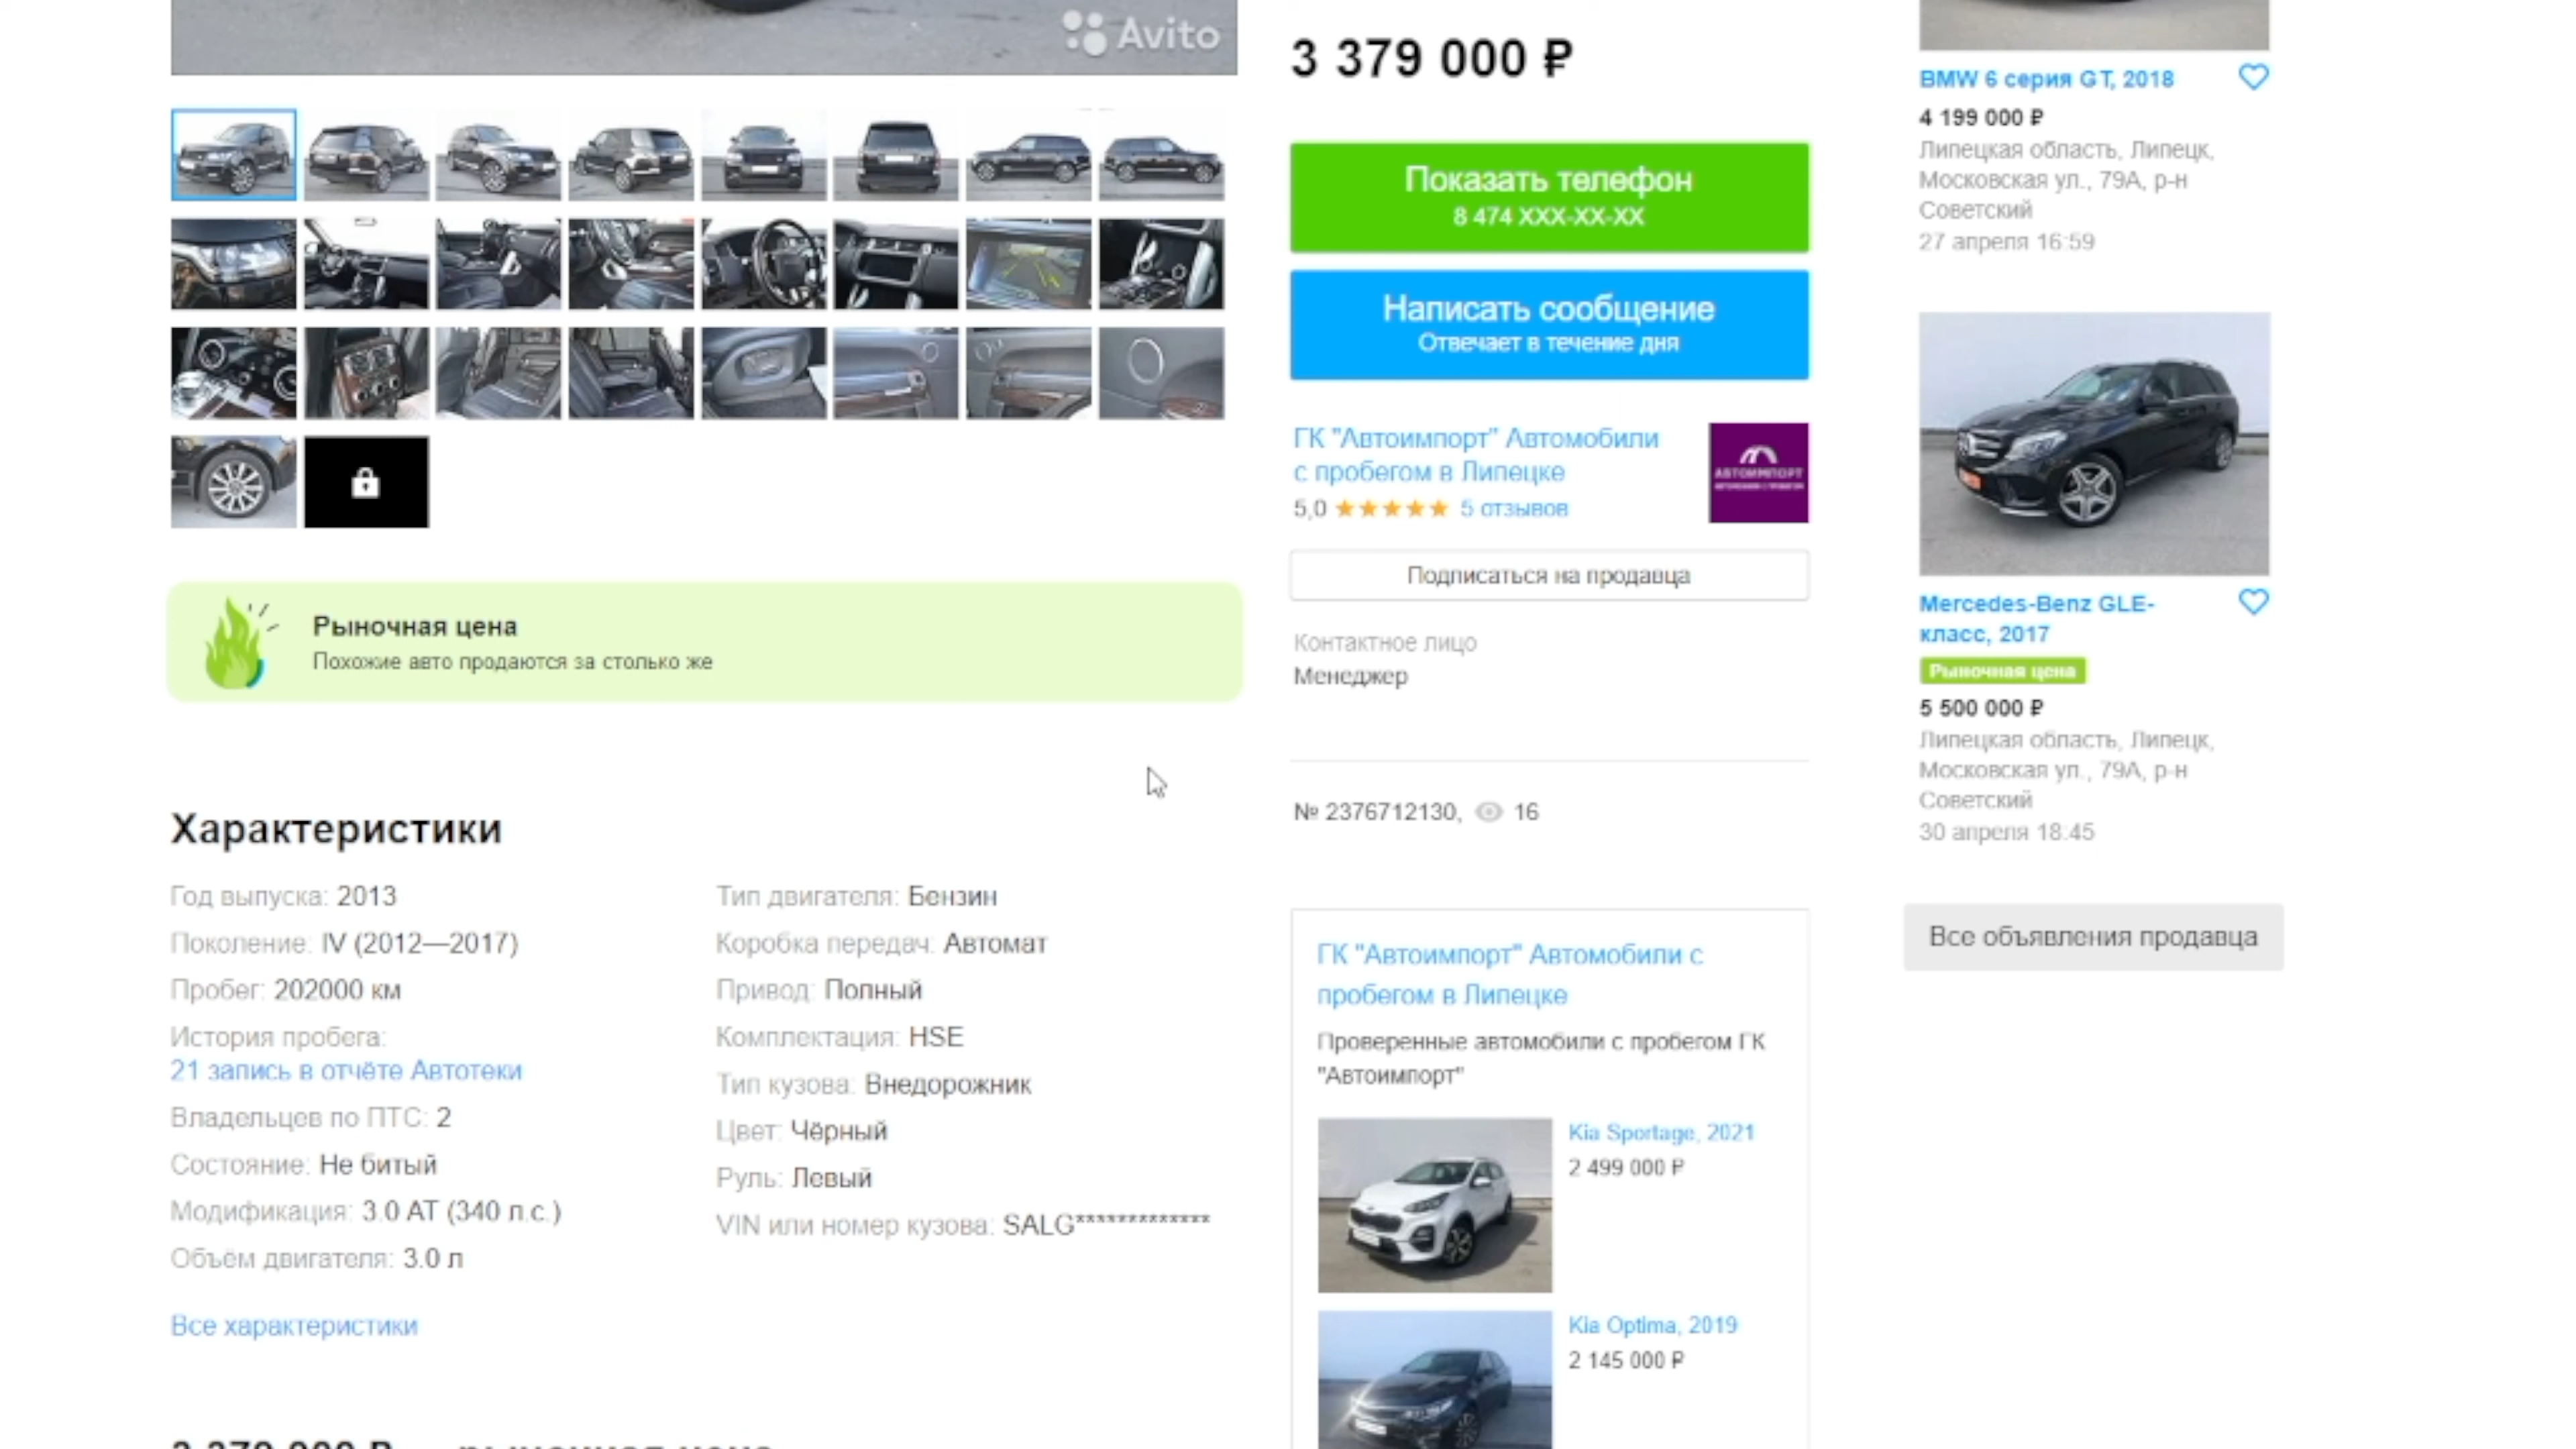 Avito
3 379 000 ₽
Показать телефон
8 474 XXX-XX-XX
Написать сообщение
Отвечает в течение дня
ГК "Автоимпорт" Автомобили
с пробегом в Липецке
АВТОИМПОРТ
5,0
5 отзывов
Подписаться на продавца
Контактное лицо
Менеджер
№ 2376712130, 16
Рыночная цена
Похожие авто продаются за столько же
Характеристики
Год выпуска: 2013
Поколение: IV (2012—2017)
Пробег: 202000 км
История пробега:
21 запись в отчёте Автотеки
Владельцев по ПТС: 2
Состояние: Не битый
Модификация: 3.0 AT (340 л.с.)
Объём двигателя: 3.0 л
Тип двигателя: Бензин
Коробка передач: Автомат
Привод: Полный
Комплектация: HSE
Тип кузова: Внедорожник
Цвет: Чёрный
Руль: Левый
VIN или номер кузова: SALG*************
Все характеристики
3 379 000 ₽ — рыночная цена
ГК "Автоимпорт" Автомобили с
пробегом в Липецке
Проверенные автомобили с пробегом ГК
"Автоимпорт"
Kia Sportage, 2021
2 499 000 ₽
Kia Optima, 2019
2 145 000 ₽
BMW 6 серия GT, 2018
4 199 000 ₽
Липецкая область, Липецк,
Московская ул., 79А, р-н
Советский
27 апреля 16:59
Mercedes-Benz GLE-
класс, 2017
Рыночная цена
5 500 000 ₽
Липецкая область, Липецк,
Московская ул., 79А, р-н
Советский
30 апреля 18:45
Все объявления продавца